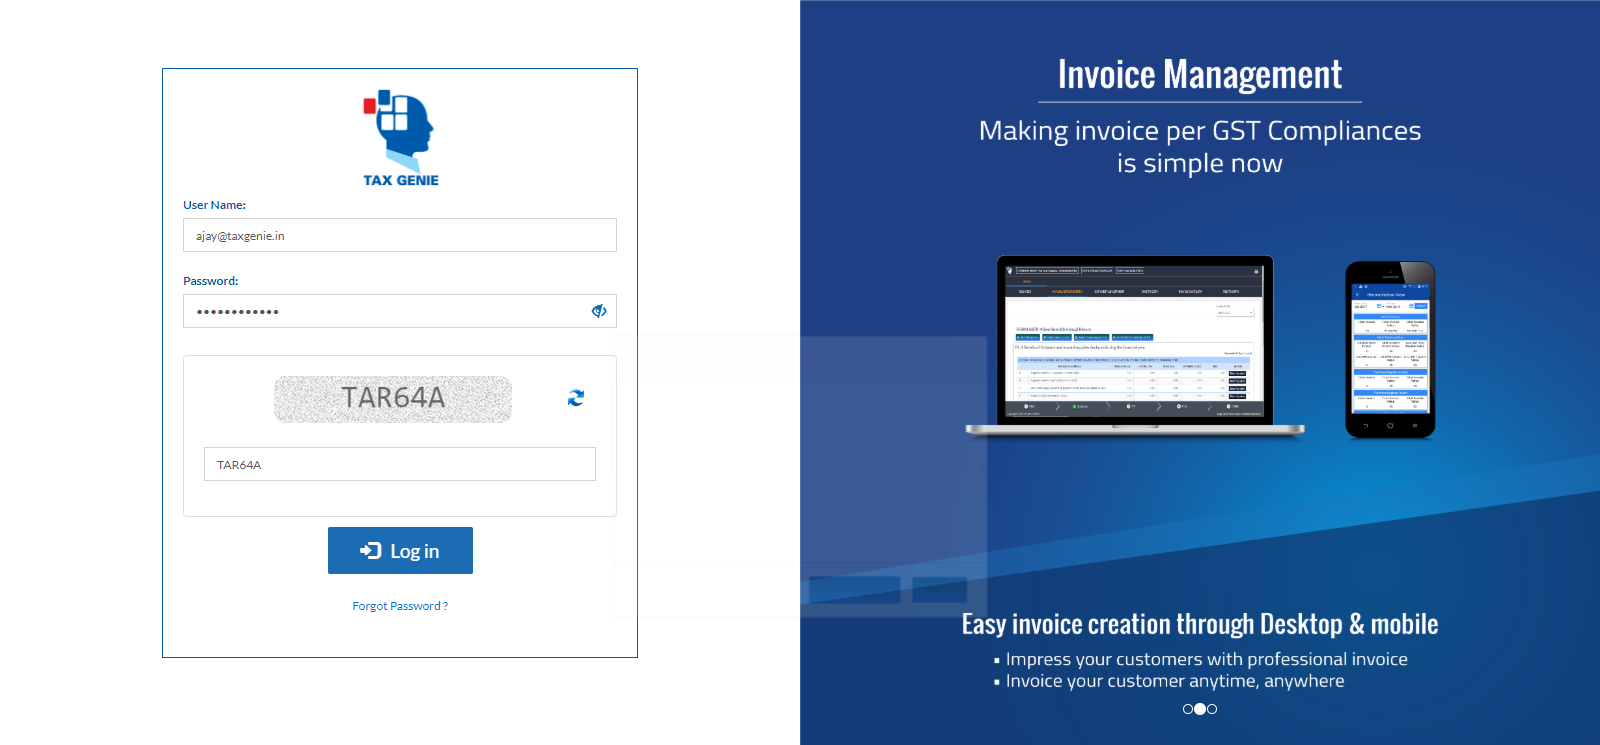 TAX GENIE
User Name:
ajay@taxgenie.in
Password:
••••••••••••
TAR64A
TAR64A
Log in
Forgot Password ?
Invoice Management
Making invoice per GST Compliances
is simple now
Easy invoice creation through Desktop & mobile
▪ Impress your customers with professional invoice
▪ Invoice your customer anytime, anywhere